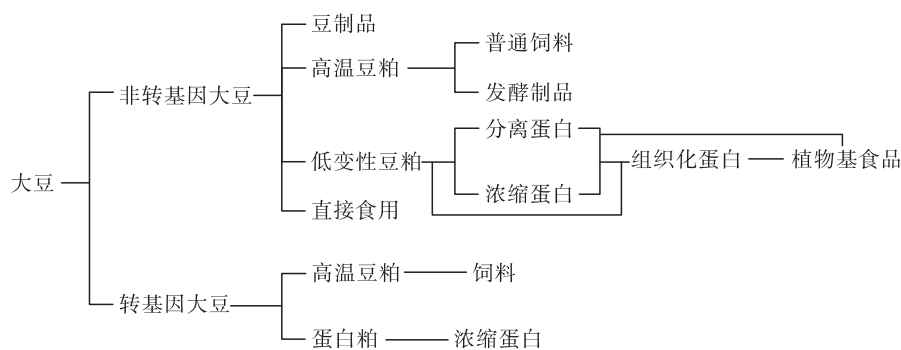 大豆
非转基因大豆
豆制品
高温豆粕
普通饲料
发酵制品
低变性豆粕
分离蛋白
浓缩蛋白
组织化蛋白
植物基食品
直接食用
转基因大豆
高温豆粕
饲料
蛋白粕
浓缩蛋白